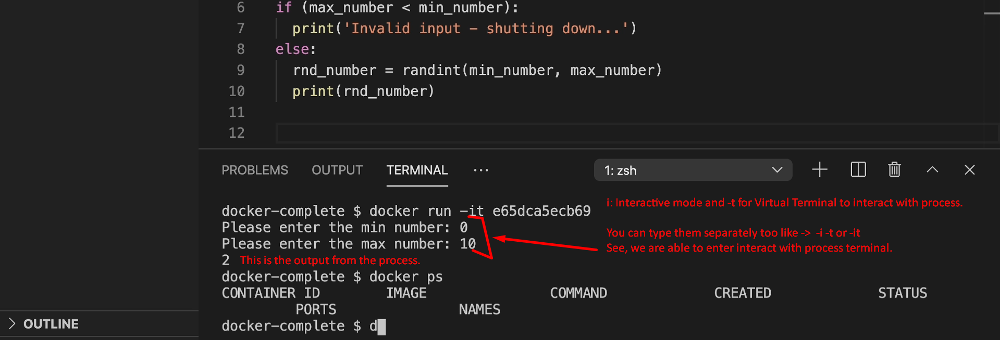 6 if (max_number < min_number):
7 print('Invalid input - shutting down...')
8 else:
9 rnd_number = randint(min_number, max_number)
10 print(rnd_number)
11
12
PROBLEMS OUTPUT TERMINAL ... 1: zsh
docker-complete $ docker run -it e65dca5ecb69
i: Interactive mode and -t for Virtual Terminal to interact with process.
Please enter the min number: 0
You can type them separately too like -> -i -t or -it
Please enter the max number: 10
See, we are able to enter interact with process terminal.
2 This is the output from the process.
docker-complete $ docker ps
CONTAINER ID IMAGE COMMAND CREATED STATUS
PORTS NAMES
docker-complete $ d
OUTLINE